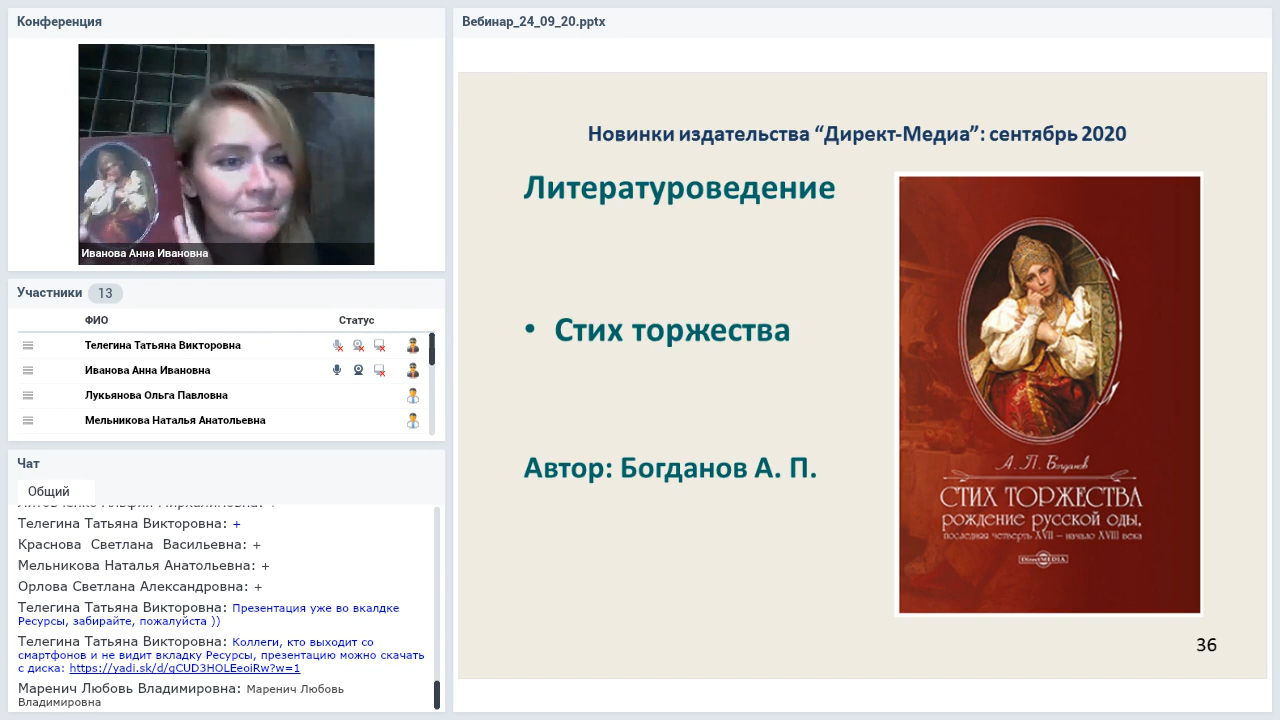 Конференция
Иванова Анна Ивановна
Участники 13
ФИО Статус
Телегина Татьяна Викторовна
Иванова Анна Ивановна
Лукьянова Ольга Павловна
Мельникова Наталья Анатольевна
Чат
Общий
Телегина Татьяна Викторовна: +
Краснова Светлана Васильевна: +
Мельникова Наталья Анатольевна: +
Орлова Светлана Александровна: +
Телегина Татьяна Викторовна: Презентация уже во вкалдке
Ресурсы, забирайте, пожалуйста ))
Телегина Татьяна Викторовна: Коллеги, кто выходит со
смартфонов и не видит вкладку Ресурсы, презентацию можно скачать
с диска: https://yadi.sk/d/qCUD3HOLEeoiRw?w=1
Маренич Любовь Владимировна: Маренич Любовь
Владимировна
Вебинар_24_09_20.pptx
Новинки издательства “Директ-Медиа”: сентябрь 2020
Литературоведение
• Стих торжества
Автор: Богданов А. П.
А. П. Богданов
СТИХ ТОРЖЕСТВА
РОЖДЕНИЕ РУССКОЙ ОДЫ,
ПОСЛЕДНЯЯ ЧЕТВЕРТЬ XVII – НАЧАЛО XVIII ВЕКА
DirectMEDIA
36